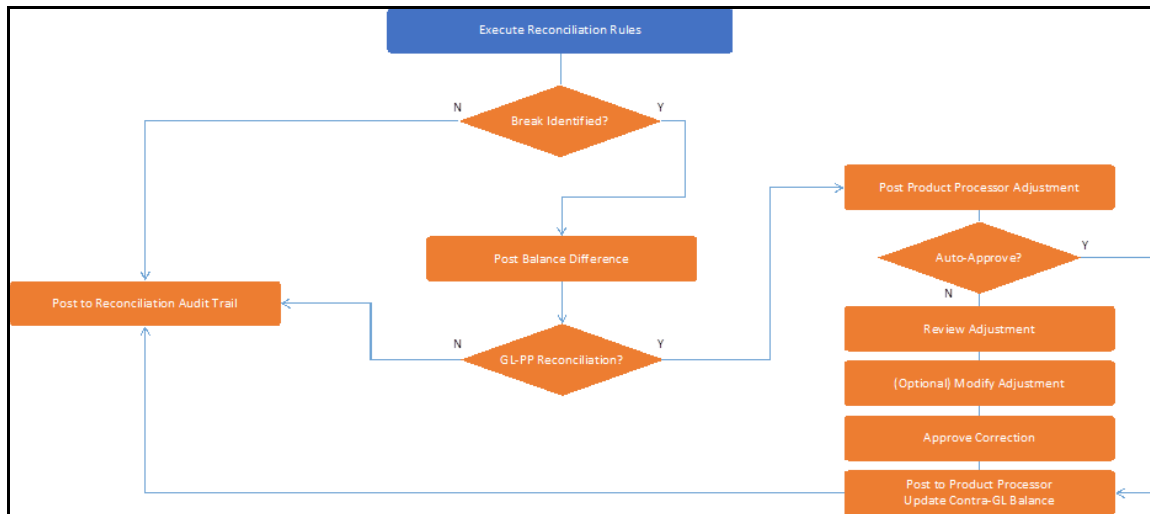 Execute Reconciliation Rules
N
Y
Break Identified?
Post Product Processor Adjustment
Post Balance Difference
Auto-Approve?
Y
N
Post to Reconciliation Audit Trail
Review Adjustment
N
GL-PP Reconciliation?
Y
(Optional) Modify Adjustment
Approve Correction
Post to Product Processor
Update Contra-GL Balance